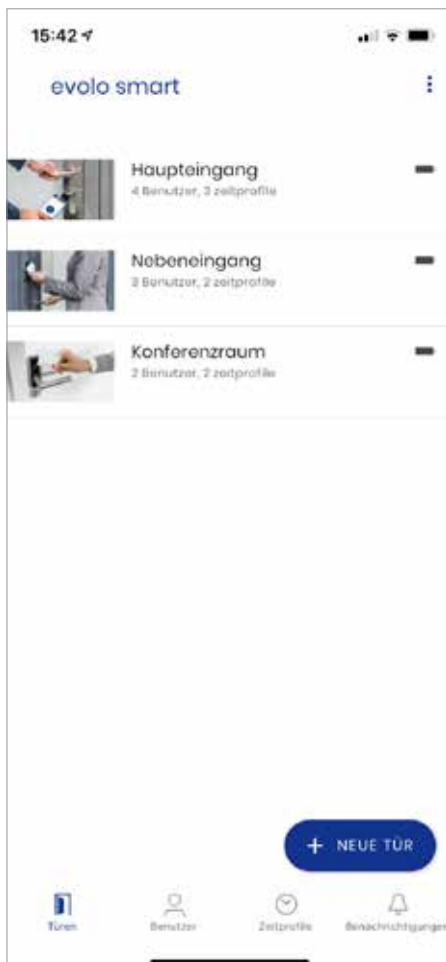 15:42
evolo smart
Haupteingang
4 Benutzer, 3 zeitprofile
Nebeneingang
3 Benutzer, 2 zeitprofile
Konferenzraum
2 Benutzer, 2 zeitprofile
+ NEUE TÜR
Türen Benutzer Zeitprofile Benachrichtigungen